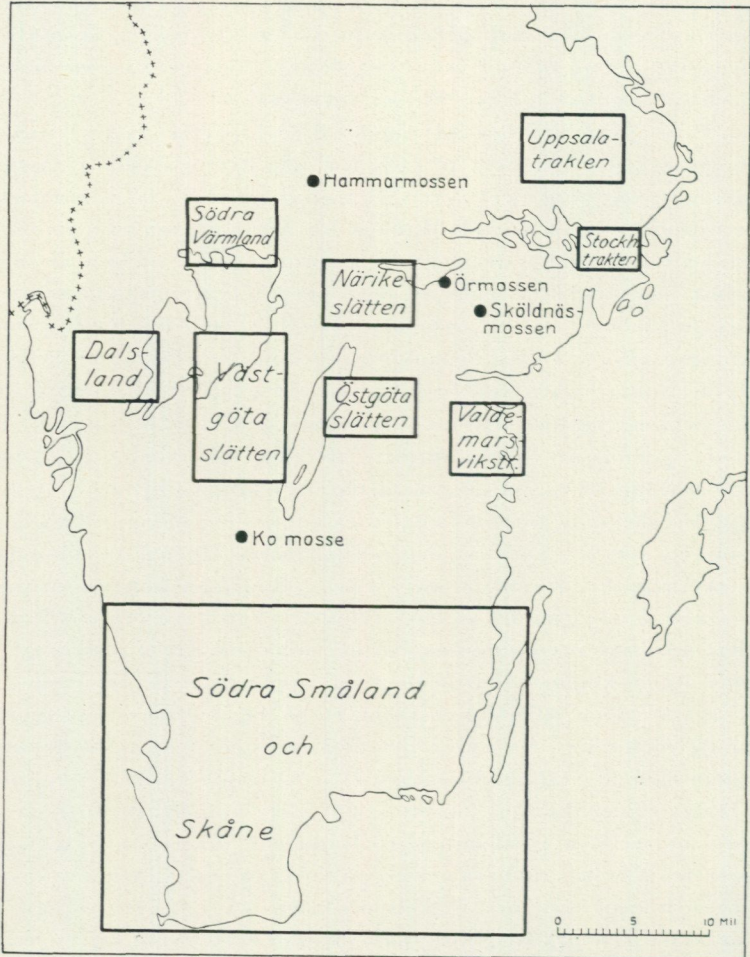 Uppsala-
trakten
Hammarmossen
Södra
Värmland
Stockh.
trakten
Närike
slätten
Örmossen
Sköldnäs-
mossen
Dals-
land
Väst-
göta
slätten
Östgöta
slätten
Valde-
mars-
vikstr.
Ko mosse
Södra Småland
och
Skåne
0 5 10 Mil